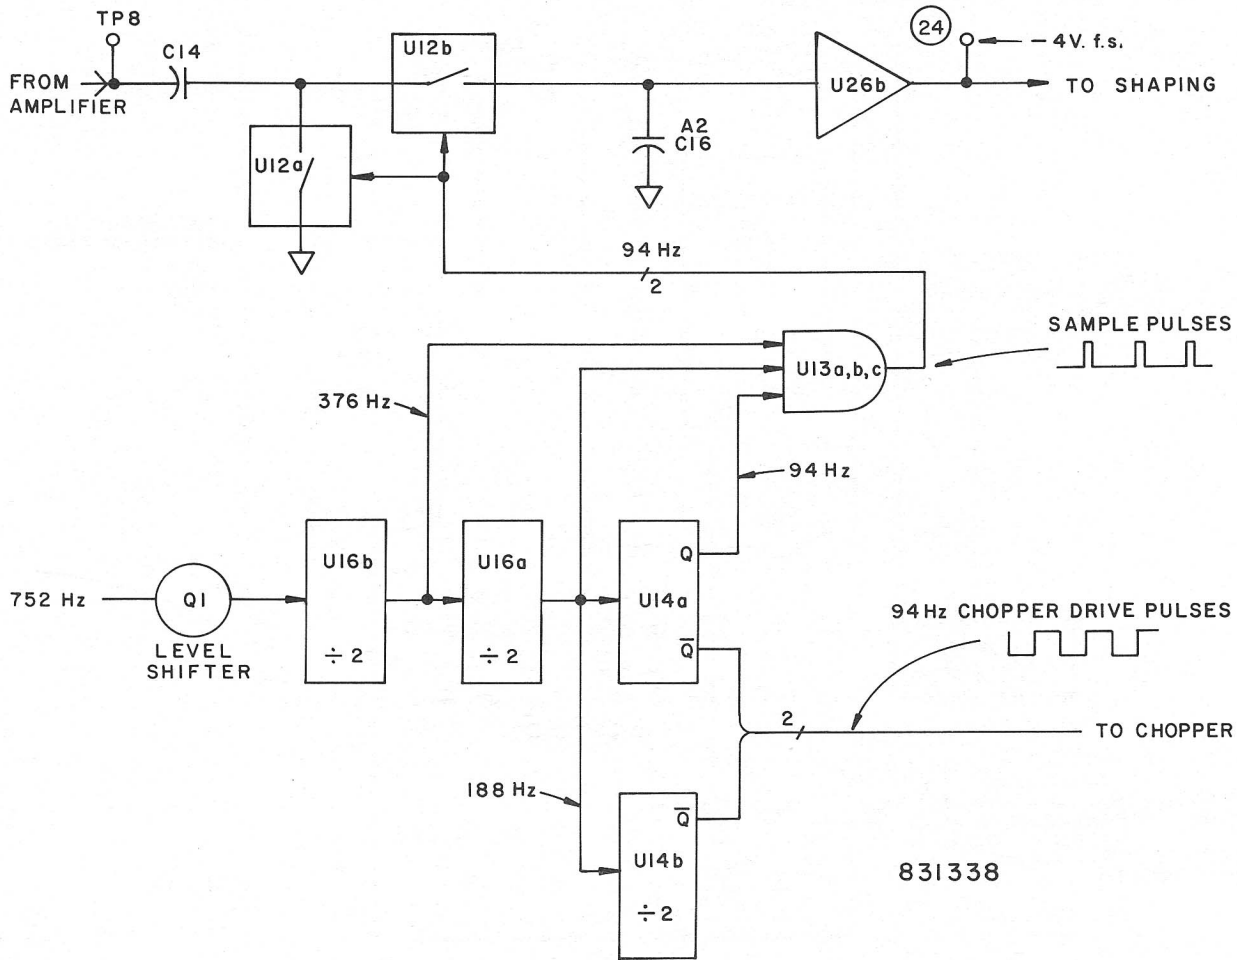 TP8
C14
U12b
24
−4V. f.s.
FROM
AMPLIFIER
U26b
TO SHAPING
A2
C16
U12a
94 Hz
2
SAMPLE PULSES
U13a,b,c
376 Hz
94 Hz
U16b
U16a
Q
752 Hz
Q1
U14a
94Hz CHOPPER DRIVE PULSES
LEVEL
SHIFTER
÷ 2
÷ 2
Q̅
2
TO CHOPPER
188 Hz
Q̅
U14b
÷ 2
831338